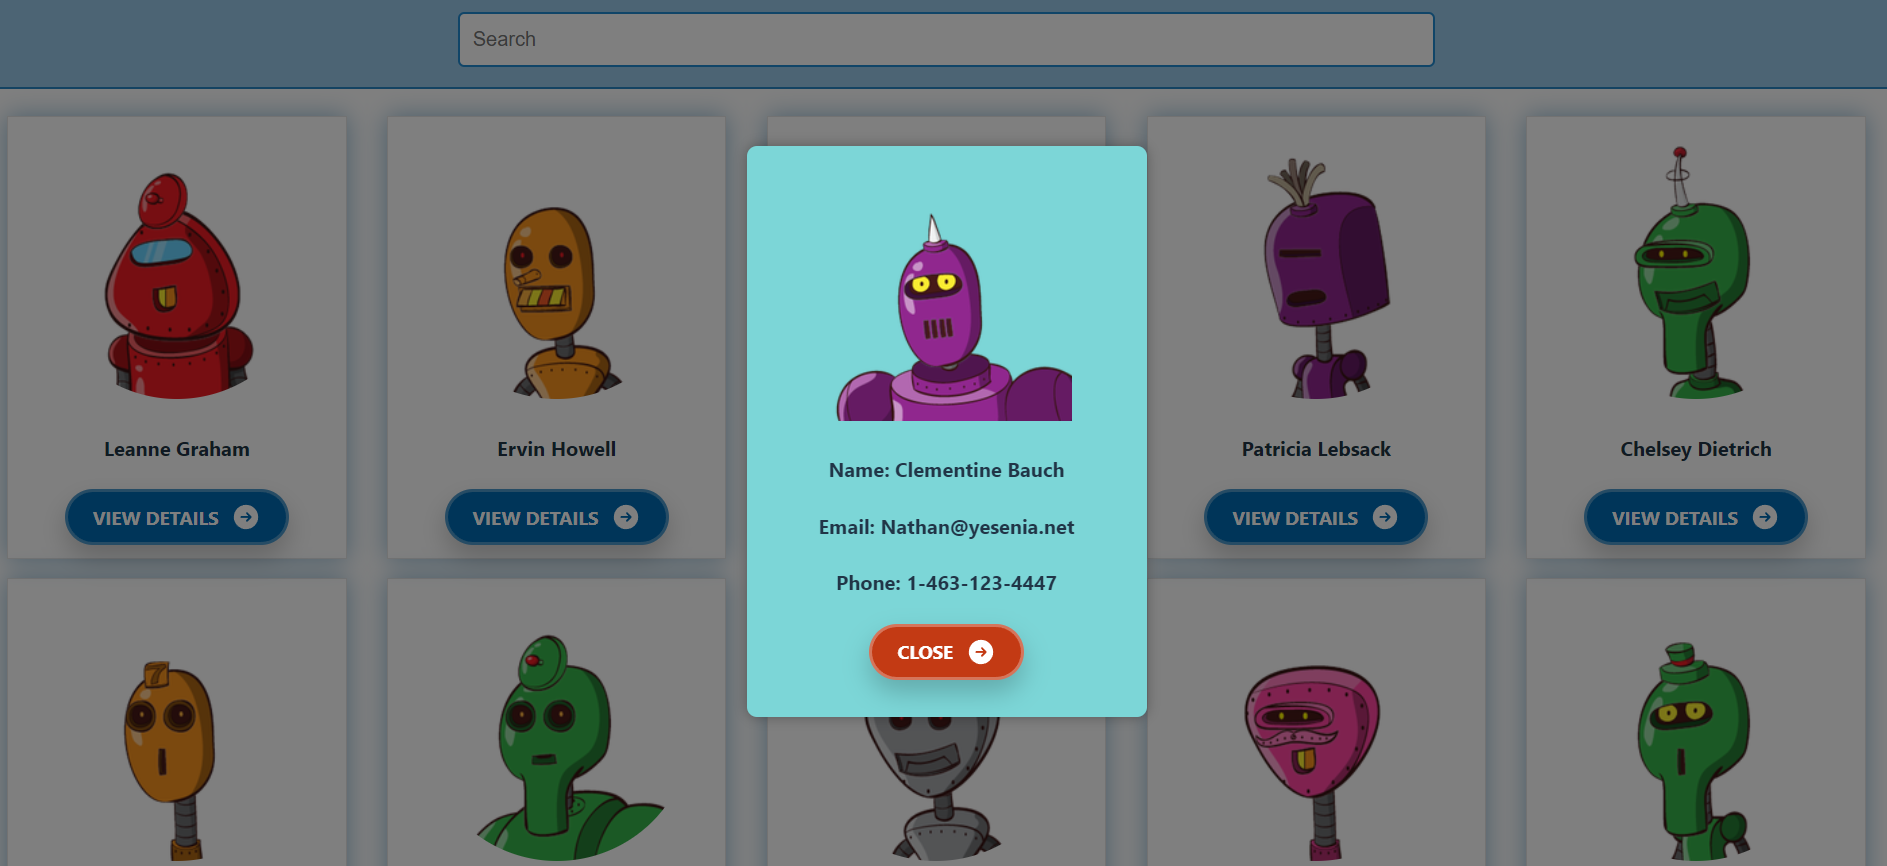 Search
Leanne Graham
VIEW DETAILS
Ervin Howell
VIEW DETAILS
Name: Clementine Bauch
Email: Nathan@yesenia.net
Phone: 1-463-123-4447
CLOSE
Patricia Lebsack
VIEW DETAILS
Chelsey Dietrich
VIEW DETAILS
7